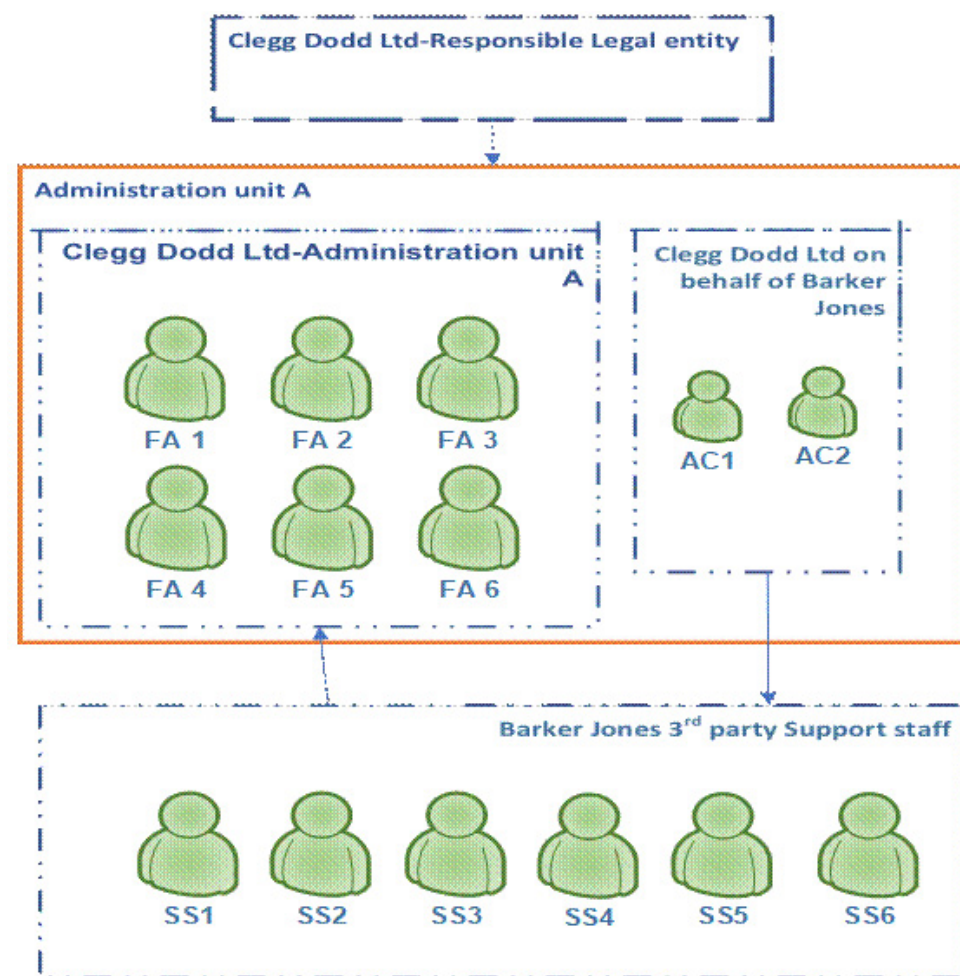 Clegg Dodd Ltd-Responsible Legal entity
Administration unit A
Clegg Dodd Ltd-Administration unit
A
FA 1 FA 2 FA 3
FA 4 FA 5 FA 6
Clegg Dodd Ltd on
behalf of Barker
Jones
AC1 AC2
Barker Jones 3rd party Support staff
SS1 SS2 SS3 SS4 SS5 SS6